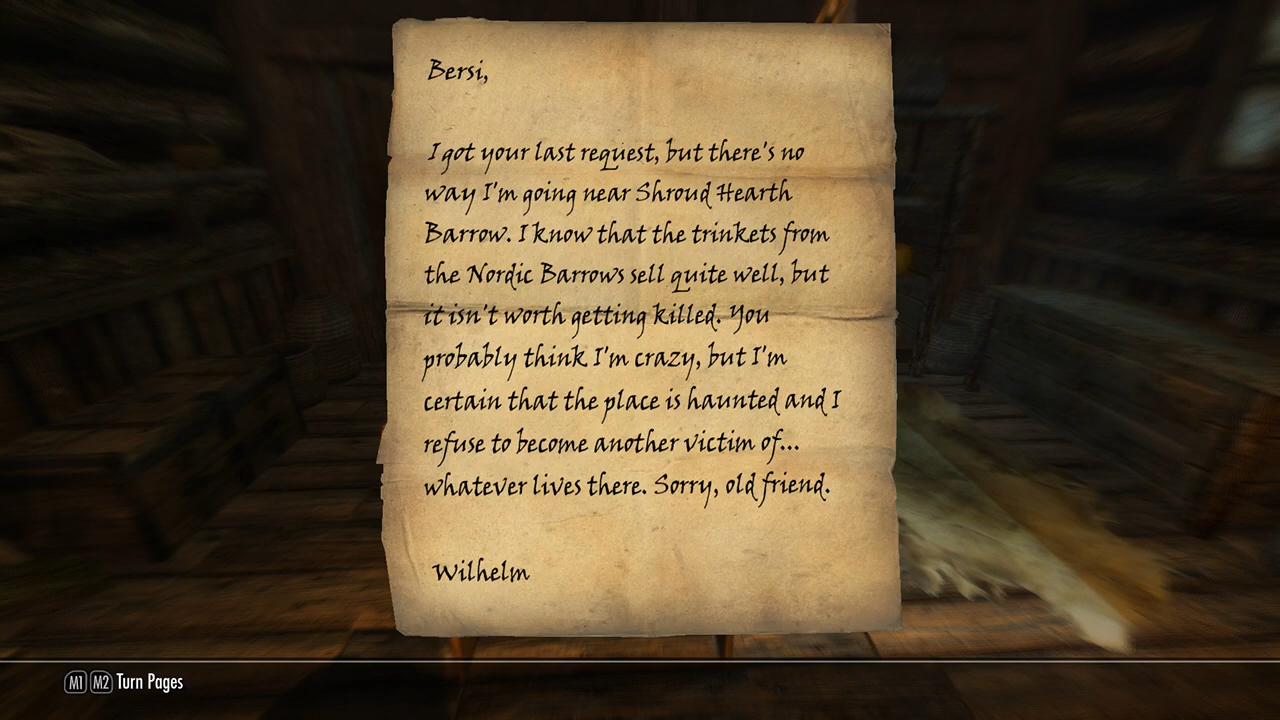 Bersi,
I got your last request, but there's no
way I'm going near Shroud Hearth
Barrow. I know that the trinkets from
the Nordic Barrows sell quite well, but
it isn't worth getting killed. You
probably think I'm crazy, but I'm
certain that the place is haunted and I
refuse to become another victim of...
whatever lives there. Sorry, old friend.
Wilhelm
M1 M2 Turn Pages